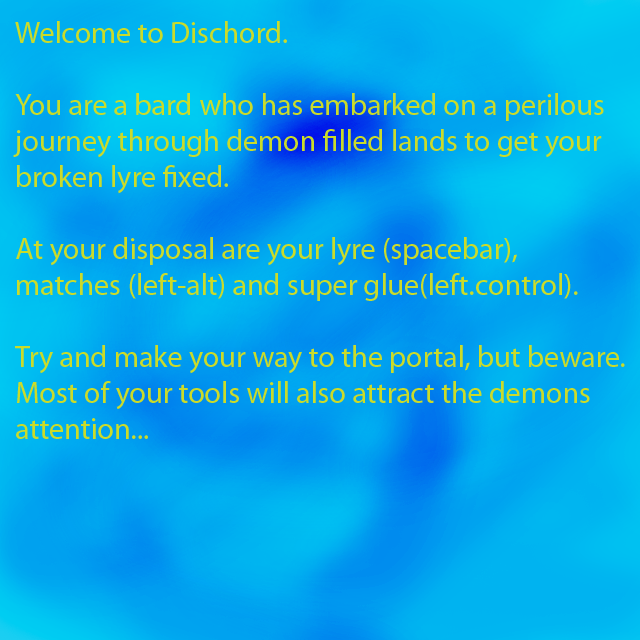 Welcome to Dischord.
You are a bard who has embarked on a perilous
journey through demon filled lands to get your
broken lyre fixed.
At your disposal are your lyre (spacebar),
matches (left-alt) and super glue(left.control).
Try and make your way to the portal, but beware.
Most of your tools will also attract the demons
attention...